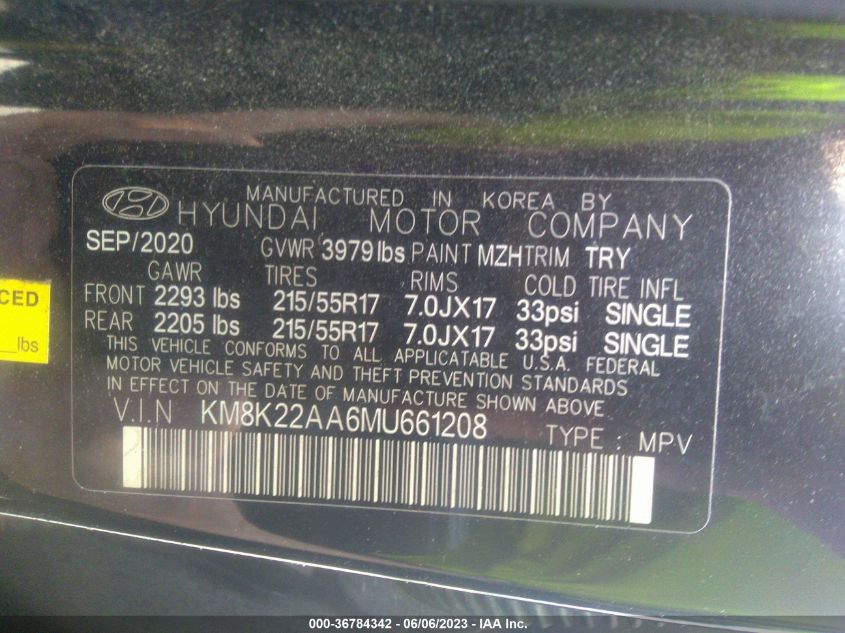 MANUFACTURED IN KOREA BY
HYUNDAI MOTOR COMPANY
SEP/2020 GVWR 3979lbs PAINT MZH TRIM TRY
GAWR TIRES RIMS COLD TIRE INFL
FRONT 2293 lbs 215/55R17 7.0JX17 33psi SINGLE
REAR 2205 lbs 215/55R17 7.0JX17 33psi SINGLE
THIS VEHICLE CONFORMS TO ALL APPLICATABLE U.S.A. FEDERAL
MOTOR VEHICLE SAFETY AND THEFT PREVENTION STANDARDS
IN EFFECT ON THE DATE OF MANUFACTURE SHOWN ABOVE
V.I.N KM8K22AA6MU661208 TYPE : MPV
CED
lbs
000-36784342 - 06/06/2023 - IAA Inc.